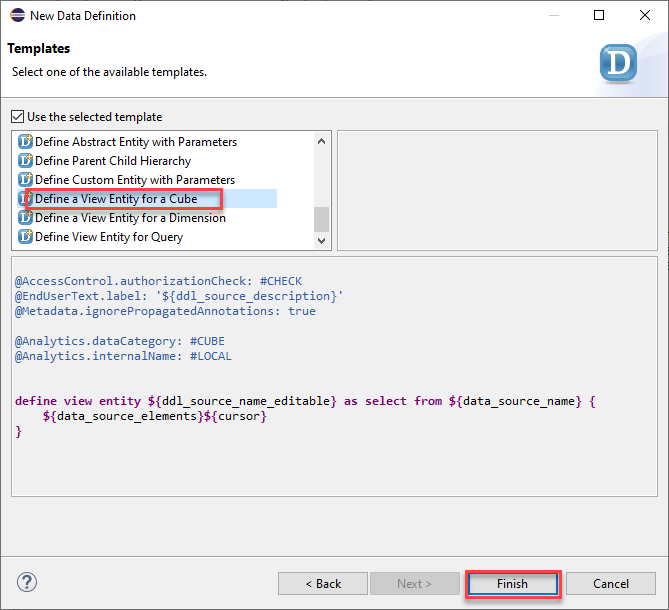 New Data Definition
Templates
Select one of the available templates.
D
Use the selected template
Define Abstract Entity with Parameters
Define Parent Child Hierarchy
Define Custom Entity with Parameters
Define a View Entity for a Cube
Define a View Entity for a Dimension
Define View Entity for Query
@AccessControl.authorizationCheck: #CHECK
@EndUserText.label: '${ddl_source_description}'
@Metadata.ignorePropagatedAnnotations: true
@Analytics.dataCategory: #CUBE
@Analytics.internalName: #LOCAL
define view entity ${ddl_source_name_editable} as select from ${data_source_name} {
${data_source_elements}${cursor}
}
?
< Back
Next >
Finish
Cancel